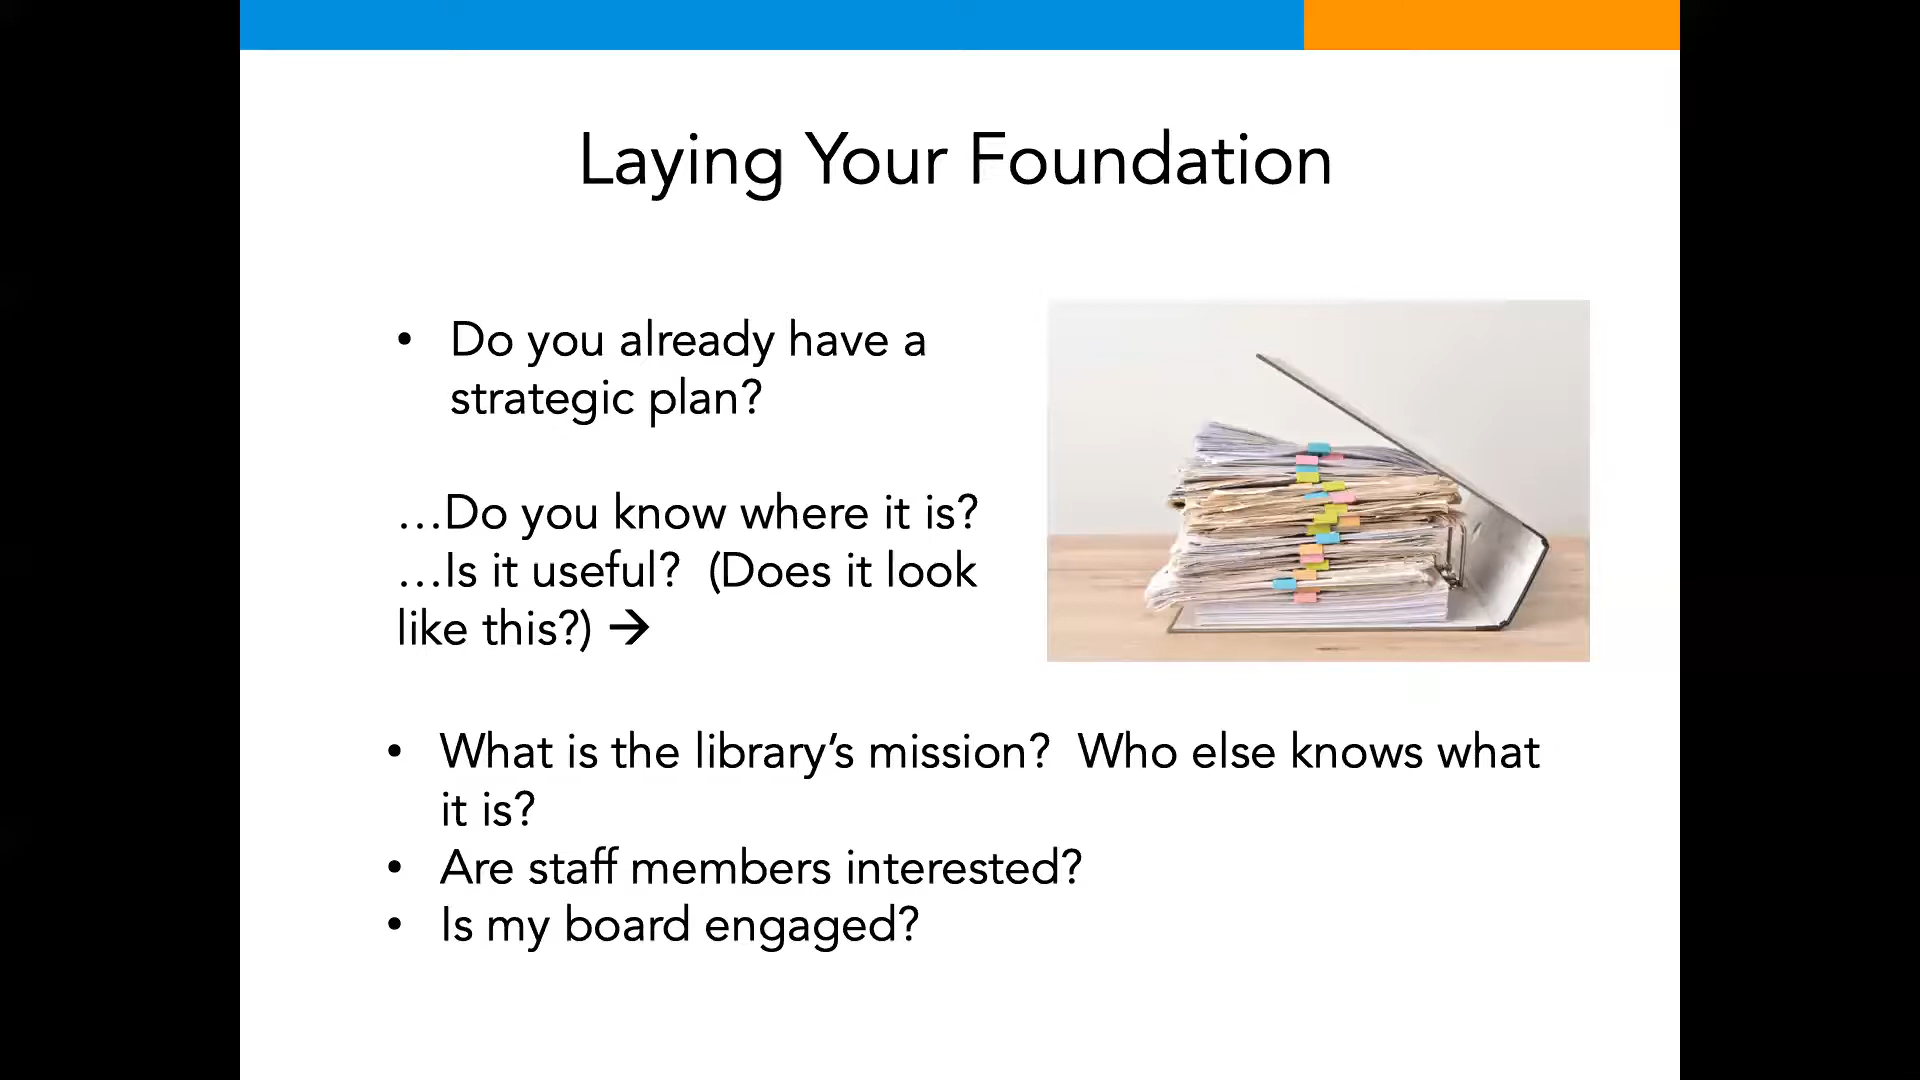 Laying Your Foundation
• Do you already have a
strategic plan?
…Do you know where it is?
…Is it useful?  (Does it look
like this?) →
• What is the library’s mission?  Who else knows what
it is?
• Are staff members interested?
• Is my board engaged?